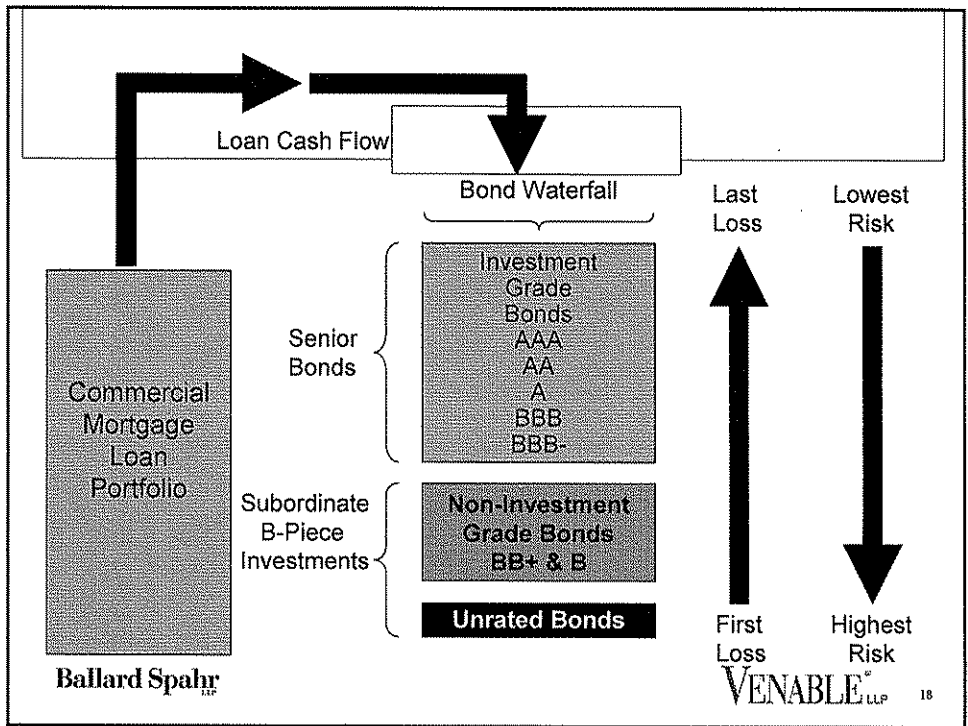 Loan Cash Flow
Bond Waterfall
Last
Loss
Lowest
Risk
Commercial
Mortgage
Loan
Portfolio
Senior
Bonds
Investment
Grade
Bonds
AAA
AA
A
BBB
BBB-
Subordinate
B-Piece
Investments
Non-Investment
Grade Bonds
BB+ & B
Unrated Bonds
First
Loss
Highest
Risk
Ballard Spahr
LLP
VENABLE LLP
18